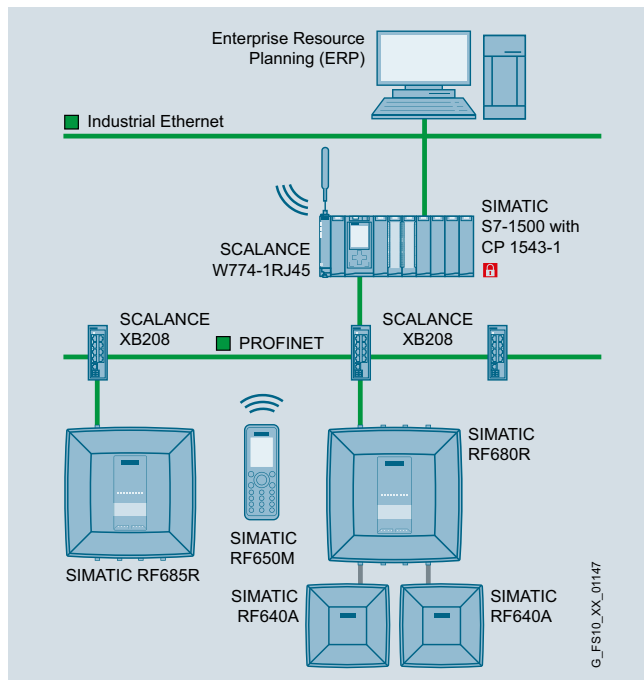 Enterprise Resource
Planning (ERP)
Industrial Ethernet
SIMATIC
S7-1500 with
CP 1543-1
SCALANCE
W774-1RJ45
SCALANCE
XB208
PROFINET
SCALANCE
XB208
SIMATIC
RF680R
SIMATIC
RF650M
SIMATIC RF685R
SIMATIC
RF640A
SIMATIC
RF640A
G_FS10_XX_01147